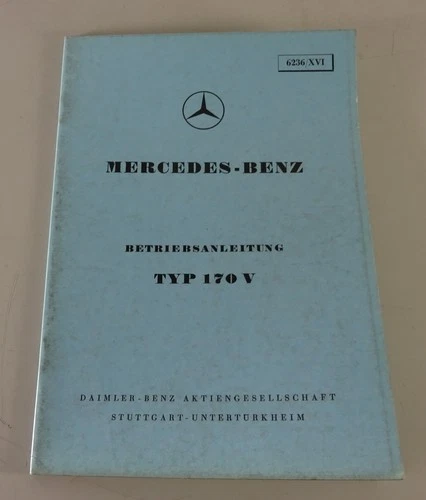 6236/XVI
MERCEDES-BENZ
BETRIEBSANLEITUNG
TYP 170 V
DAIMLER-BENZ AKTIENGESELLSCHAFT
STUTTGART-UNTERTÜRKHEIM